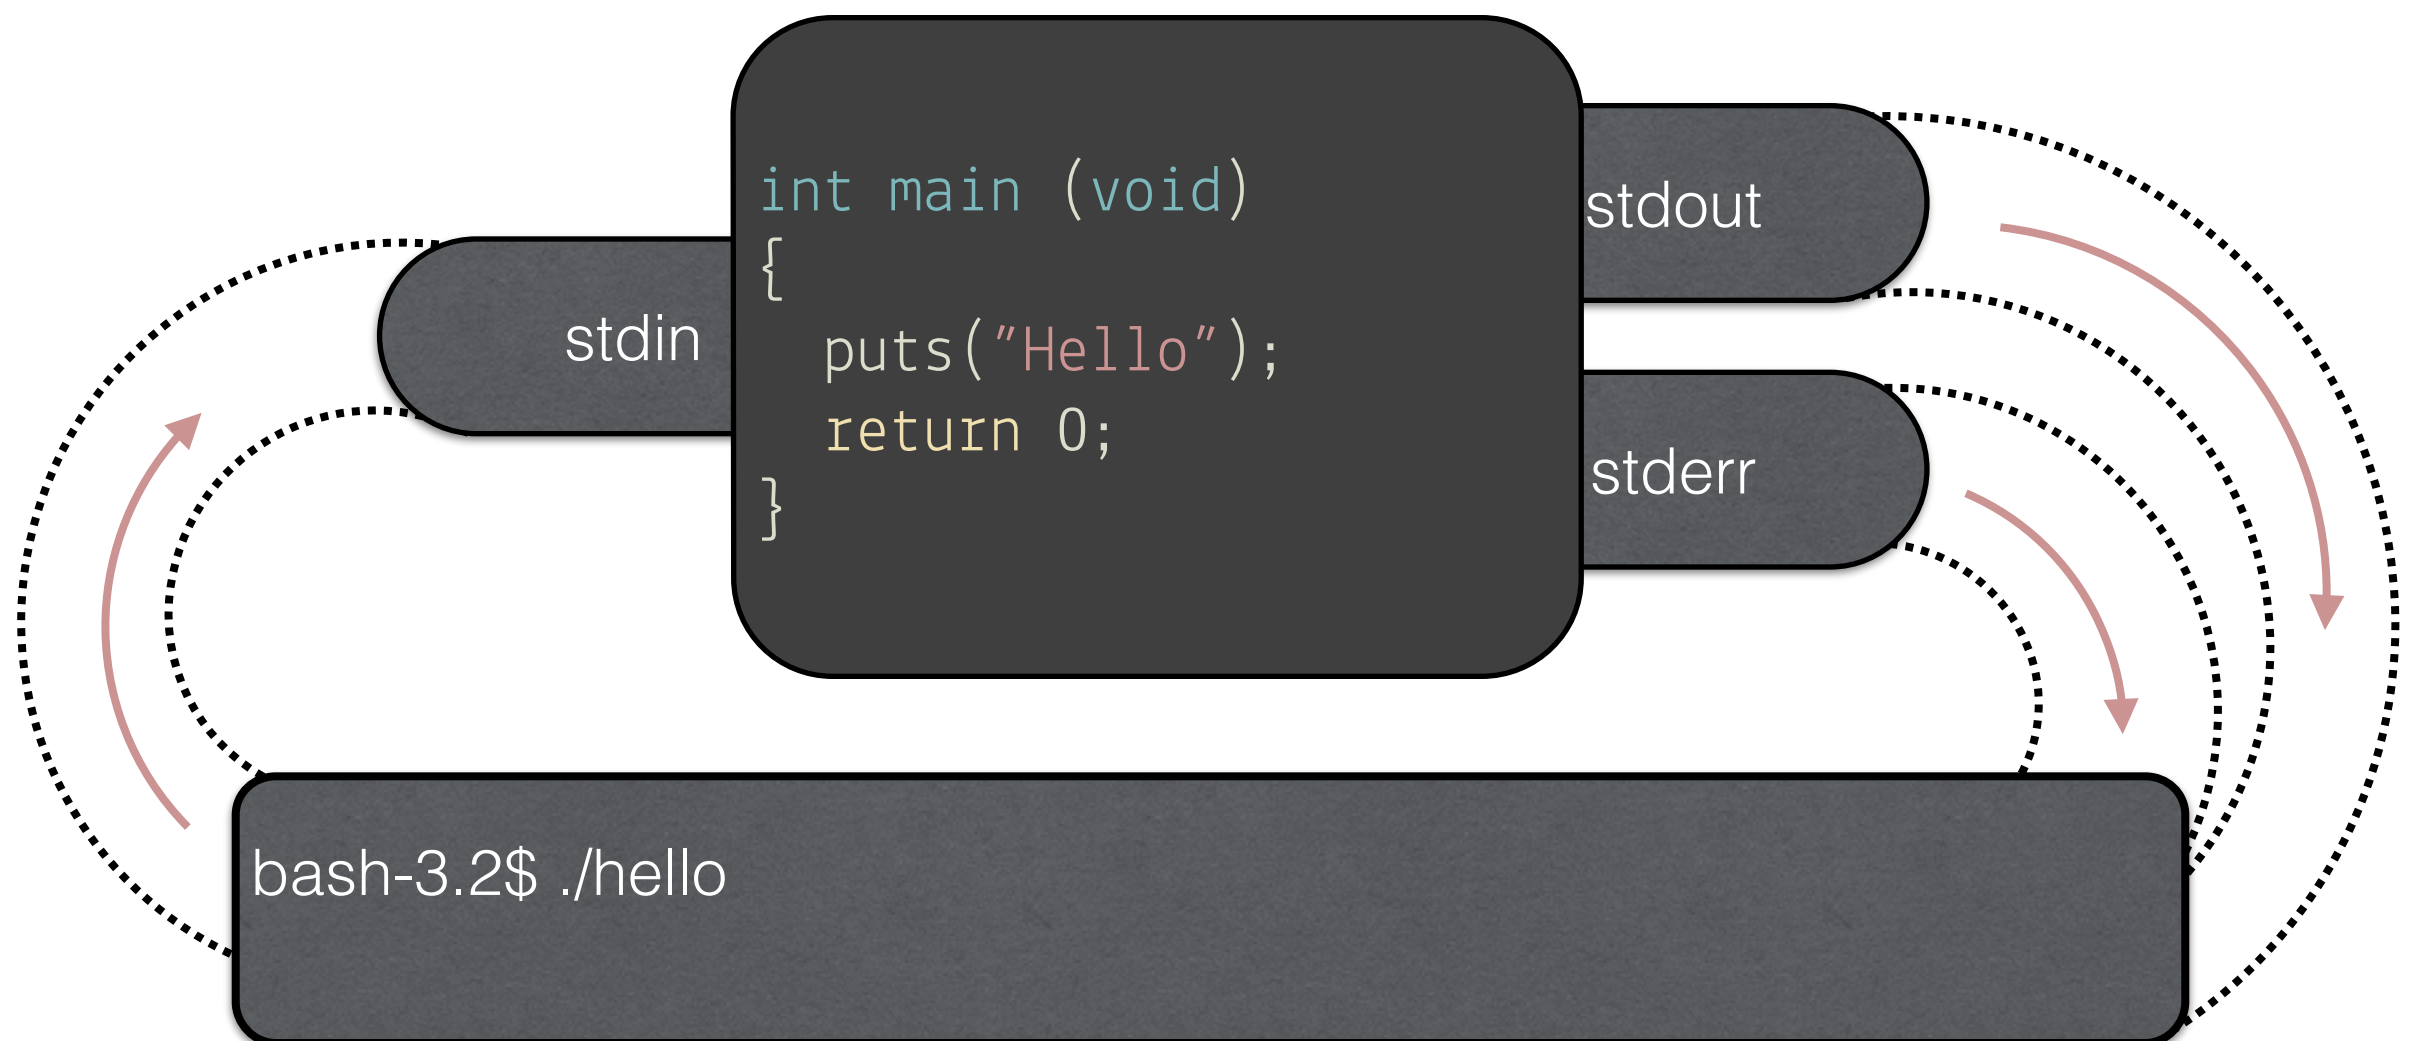 int main (void)
{
puts("Hello");
return 0;
}
stdin
stdout
stderr
bash-3.2$ ./hello